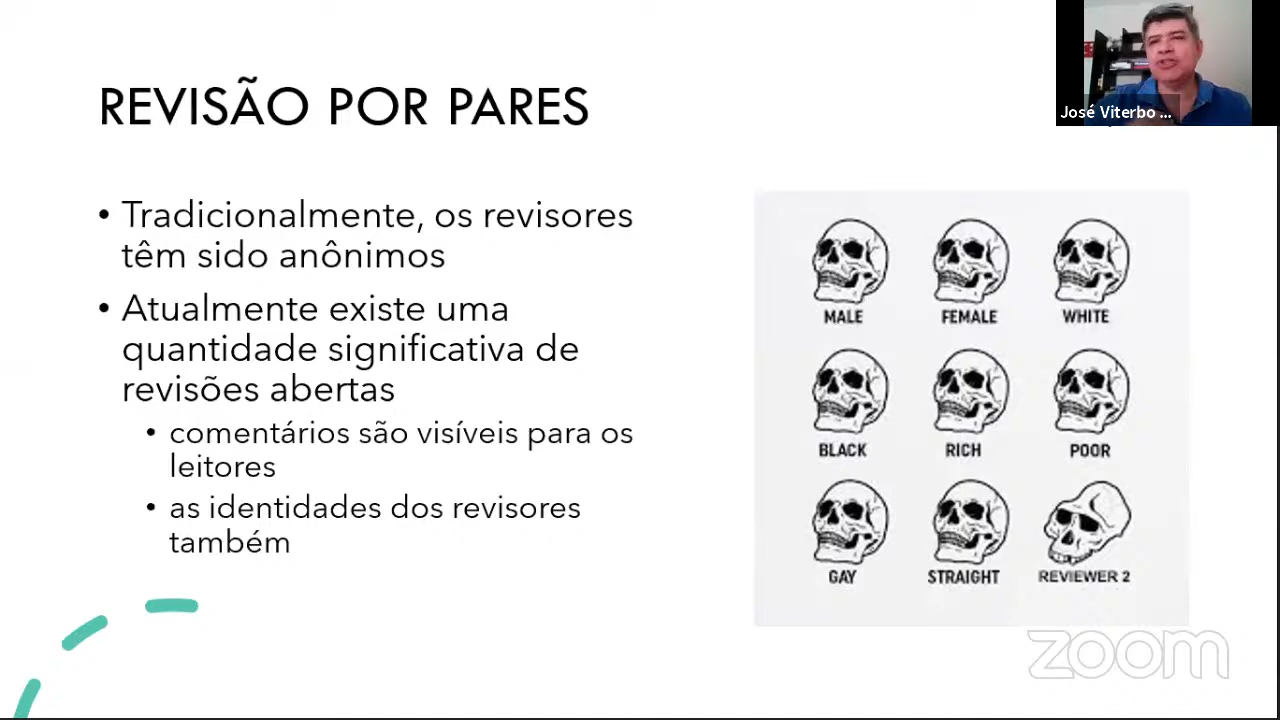 REVISÃO POR PARES
José Viterbo ...
• Tradicionalmente, os revisores
têm sido anônimos
• Atualmente existe uma
quantidade significativa de
revisões abertas
• comentários são visíveis para os
leitores
• as identidades dos revisores
também
MALE FEMALE WHITE
BLACK RICH POOR
GAY STRAIGHT REVIEWER 2
zoom